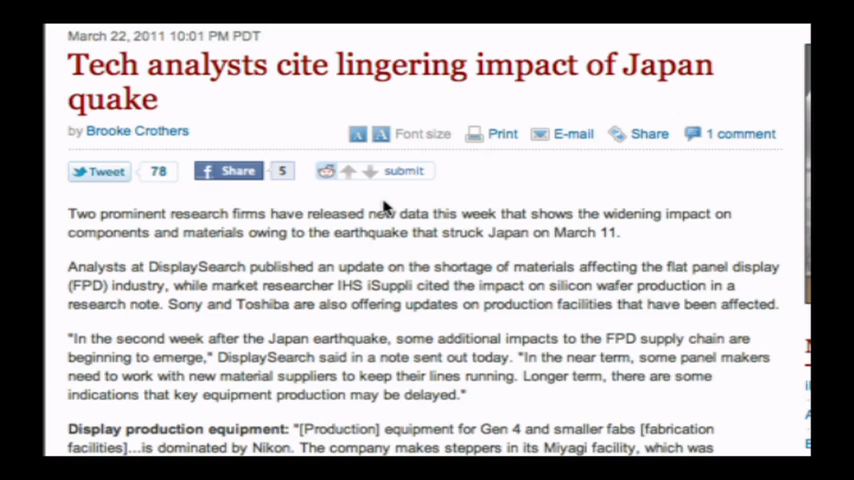 March 22, 2011 10:01 PM PDT
Tech analysts cite lingering impact of Japan
quake
by Brooke Crothers
A A Font size Print E-mail Share 1 comment
Tweet 78 f Share 5 submit
Two prominent research firms have released new data this week that shows the widening impact on
components and materials owing to the earthquake that struck Japan on March 11.
Analysts at DisplaySearch published an update on the shortage of materials affecting the flat panel display
(FPD) industry, while market researcher IHS iSuppli cited the impact on silicon wafer production in a
research note. Sony and Toshiba are also offering updates on production facilities that have been affected.
"In the second week after the Japan earthquake, some additional impacts to the FPD supply chain are
beginning to emerge," DisplaySearch said in a note sent out today. "In the near term, some panel makers
need to work with new material suppliers to keep their lines running. Longer term, there are some
indications that key equipment production may be delayed."
Display production equipment: "[Production] equipment for Gen 4 and smaller fabs [fabrication
facilities]...is dominated by Nikon. The company makes steppers in its Miyagi facility, which was